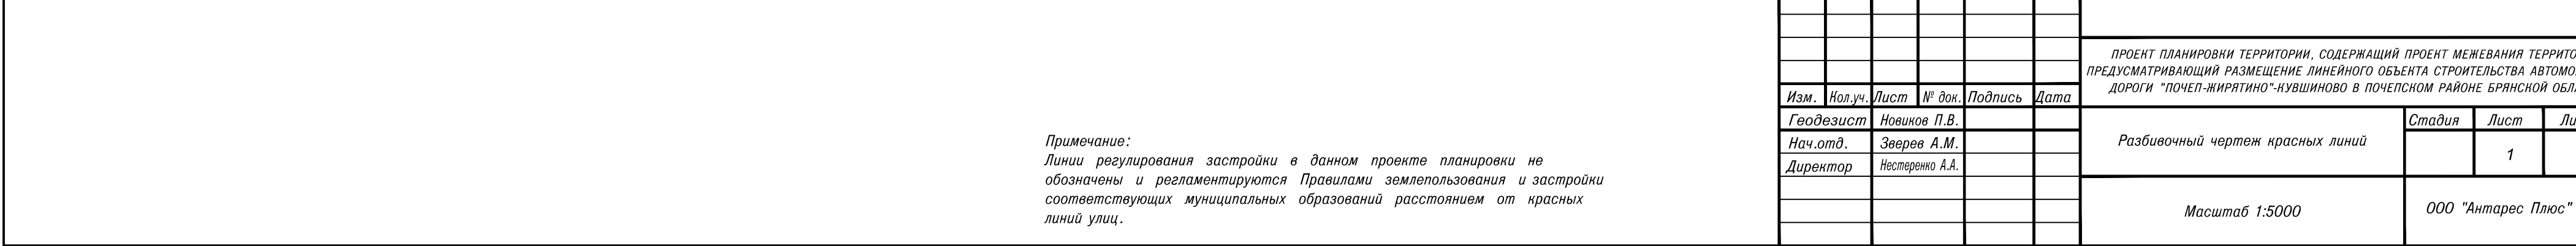 Примечание:
Линии регулирования застройки в данном проекте планировки не
обозначены и регламентируются Правилами землепользования и застройки
соответствующих муниципальных образований расстоянием от красных
линий улиц.
Изм. Кол.уч. Лист № док. Подпись Дата
Геодезист Новиков П.В.
Нач.отд. Зверев А.М.
Директор Нестеренко А.А.
ПРОЕКТ ПЛАНИРОВКИ ТЕРРИТОРИИ, СОДЕРЖАЩИЙ ПРОЕКТ МЕЖЕВАНИЯ
ПРЕДУСМАТРИВАЮЩИЙ РАЗМЕЩЕНИЕ ЛИНЕЙНОГО ОБЪЕКТА СТРОИТЕЛЬСТВА
ДОРОГИ "ПОЧЕП-ЖИРЯТИНО"-КУВШИНОВО В ПОЧЕПСКОМ РАЙОНЕ БРЯНСКОЙ
Разбивочный чертеж красных линий
Стадия Лист
1
Масштаб 1:5000
ООО "Антарес Плюс"